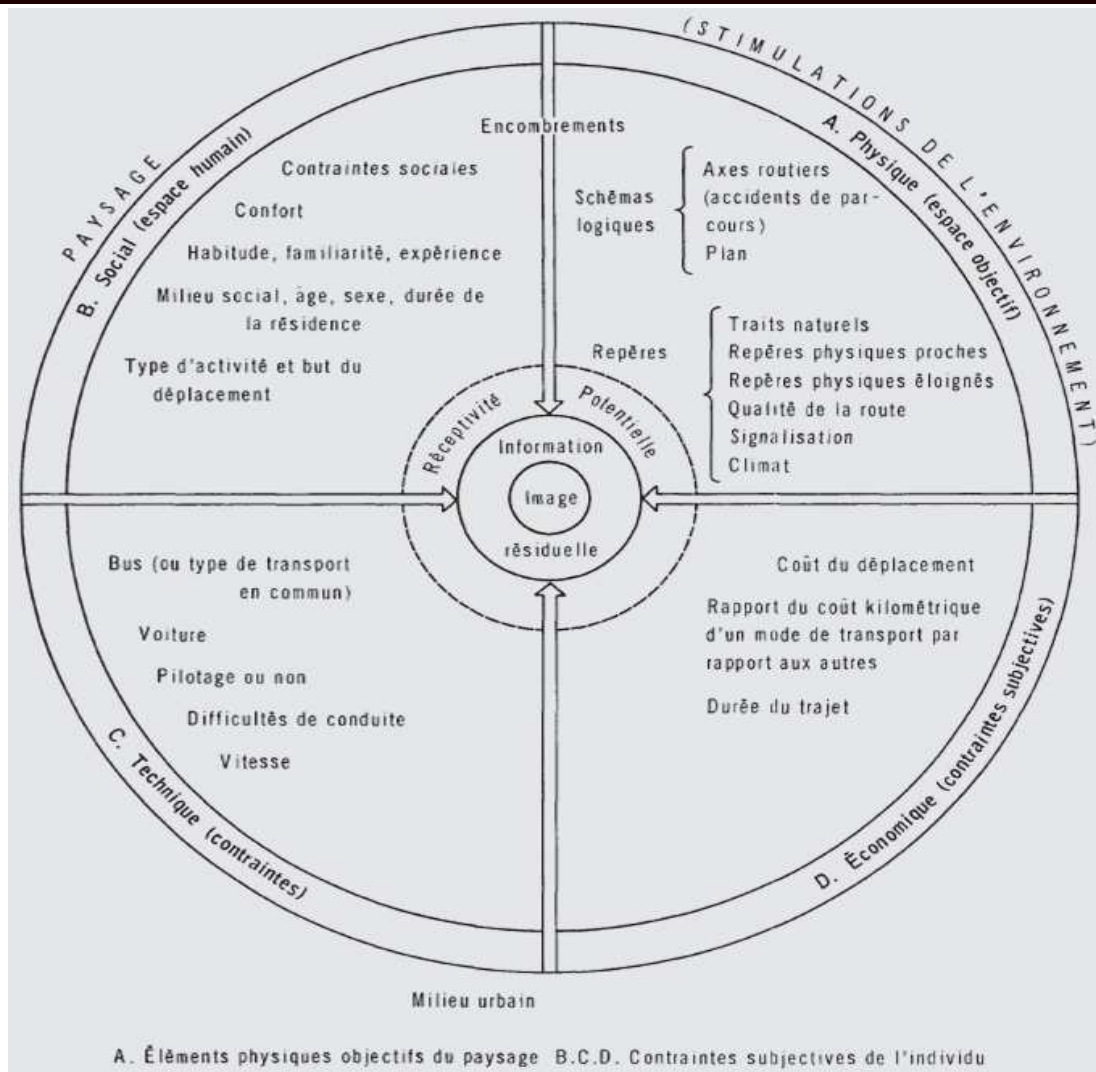 PAYSAGE
(STIMULATIONS DE L'ENVIRONNEMENT)
B. Social (espace humain)
A. Physique (espace objectif)
Encombrements
Contraintes sociales
Confort
Habitude, familiarité, expérience
Milieu social, âge, sexe, durée de
la résidence
Type d'activité et but du
déplacement
Schémas
logiques
Axes routiers
(accidents de par-
cours)
Plan
Repères
Traits naturels
Repères physiques proches
Repères physiques éloignés
Qualité de la route
Signalisation
Climat
Réceptivité
Potentielle
Information
Image
résiduelle
Bus (ou type de transport
en commun)
Voiture
Pilotage ou non
Difficultés de conduite
Vitesse
Coût du déplacement
Rapport du coût kilométrique
d'un mode de transport par
rapport aux autres
Durée du trajet
C. Technique (contraintes)
D. Économique (contraintes subjectives)
Milieu urbain
A. Éléments physiques objectifs du paysage B.C.D. Contraintes subjectives de l'individu